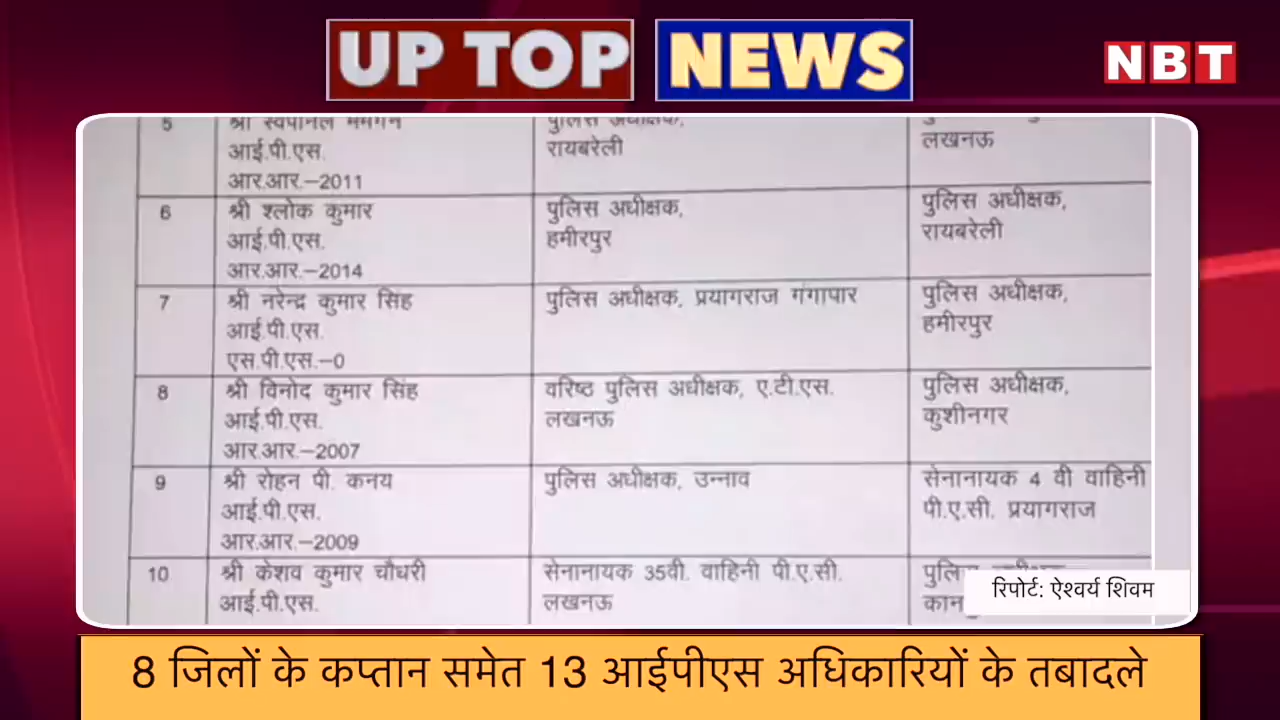 UP TOP NEWS
NBT
5 श्री स्वपनिल ममगैन पुलिस अधीक्षक,
आई.पी.एस. रायबरेली लखनऊ
आर.आर.–2011
6 श्री श्लोक कुमार पुलिस अधीक्षक, पुलिस अधीक्षक,
आई.पी.एस. हमीरपुर रायबरेली
आर.आर.–2014
7 श्री नरेन्द्र कुमार सिंह पुलिस अधीक्षक, प्रयागराज गंगापार पुलिस अधीक्षक,
आई.पी.एस. हमीरपुर
एस.पी.एस.–0
8 श्री विनोद कुमार सिंह वरिष्ठ पुलिस अधीक्षक, ए.टी.एस. पुलिस अधीक्षक,
आई.पी.एस. लखनऊ कुशीनगर
आर.आर.–2007
9 श्री रोहन पी. कनय पुलिस अधीक्षक, उन्नाव सेनानायक 4 वी वाहिनी
आई.पी.एस. पी.ए.सी. प्रयागराज
आर.आर.–2009
10 श्री केशव कुमार चौधरी सेनानायक 35वी. वाहिनी पी.ए.सी.
आई.पी.एस. लखनऊ
रिपोर्ट: ऐश्वर्य शिवम
8 जिलों के कप्तान समेत 13 आईपीएस अधिकारियों के तबादले